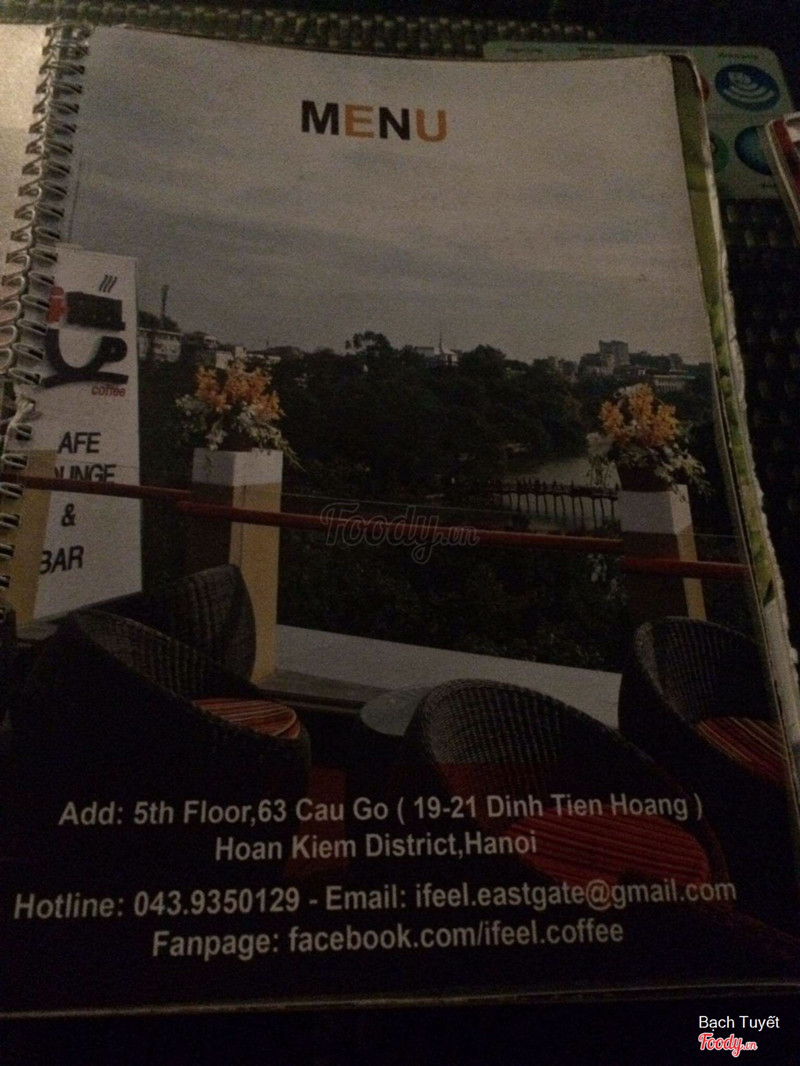 MENU
coffee
AFE
OUNGE
&
BAR
Foody.vn
Add: 5th Floor,63 Cau Go ( 19-21 Dinh Tien Hoang )
Hoan Kiem District,Hanoi
Hotline: 043.9350129 - Email: ifeel.eastgate@gmail.com
Fanpage: facebook.com/ifeel.coffee
Bạch Tuyết
Foody.vn